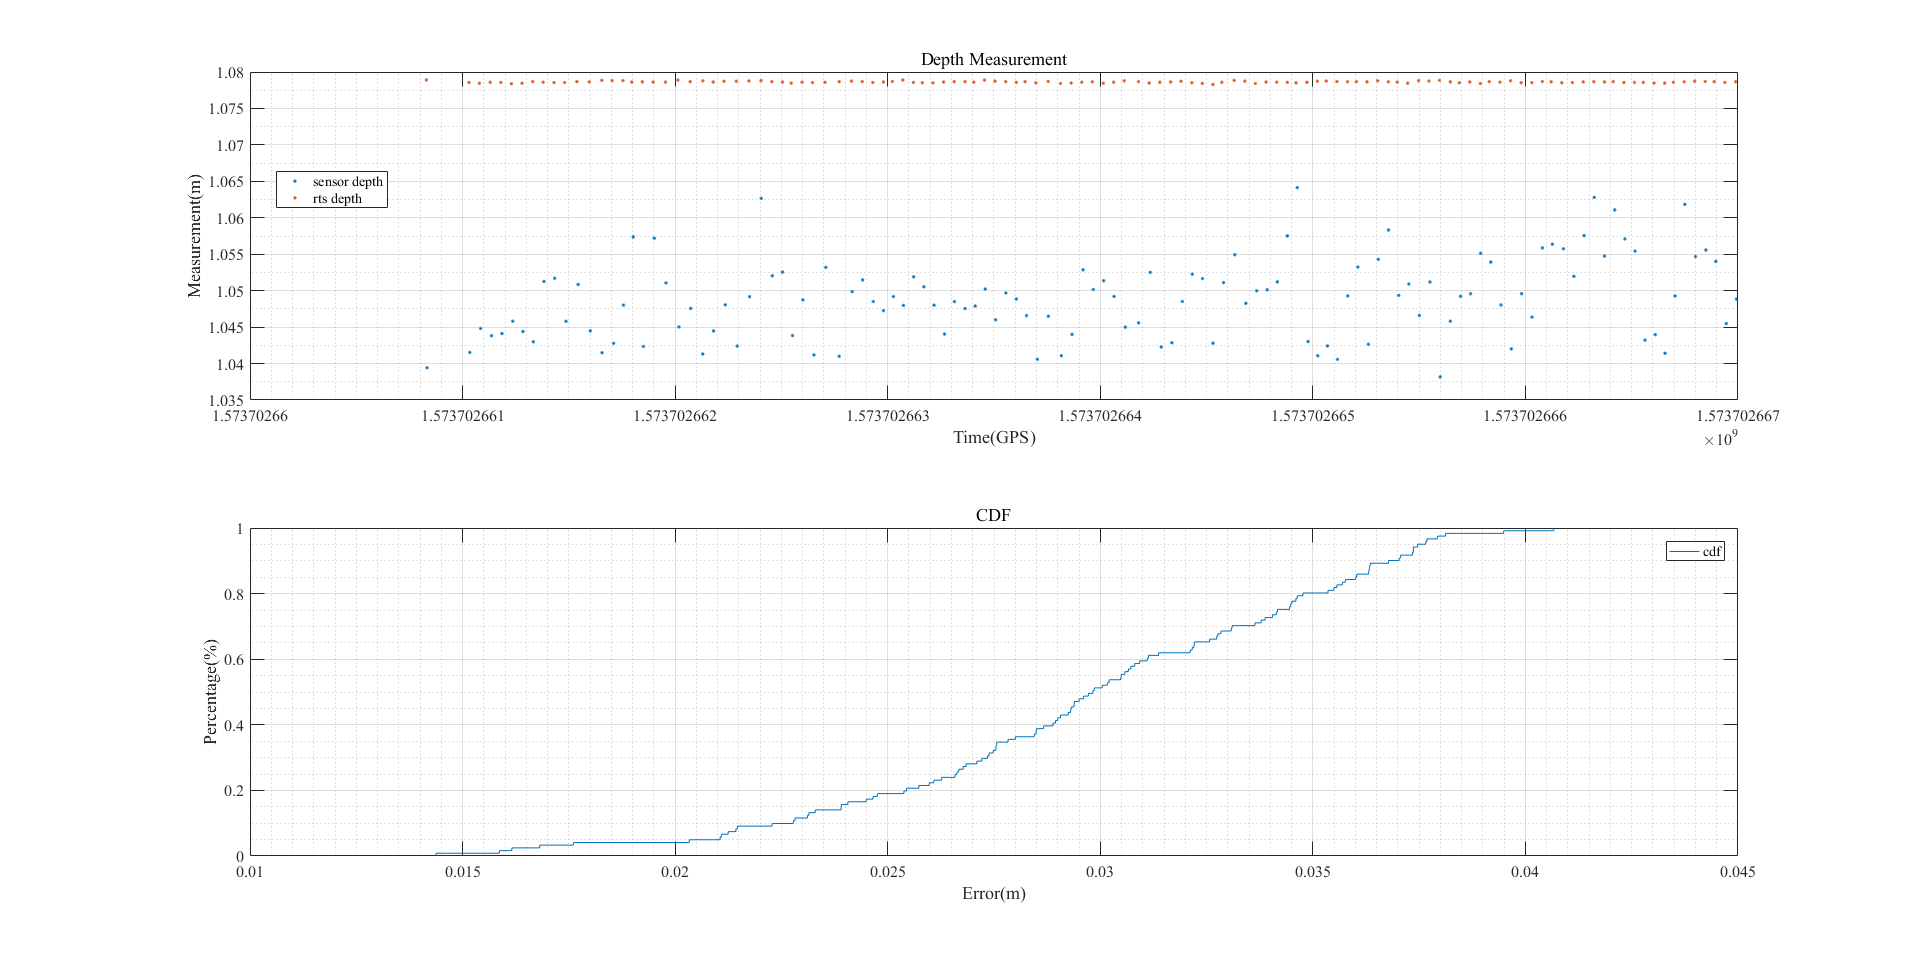 Depth Measurement
1.08
1.075
1.07
1.065
1.06
1.055
1.05
1.045
1.04
1.035
Measurement(m)
sensor depth
rts depth
1.57370266 1.573702661 1.573702662 1.573702663 1.573702664 1.573702665 1.573702666 1.573702667
Time(GPS)
×10^9
CDF
1
0.8
0.6
0.4
0.2
0
Percentage(%)
cdf
0.01 0.015 0.02 0.025 0.03 0.035 0.04 0.045
Error(m)